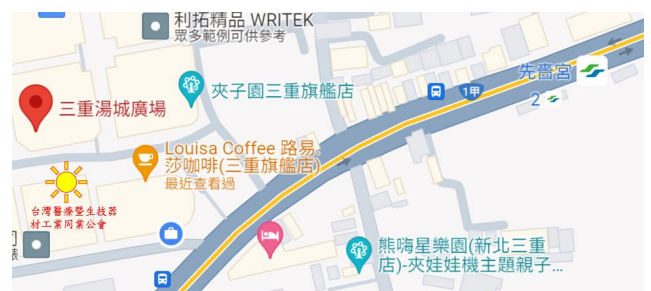 利拓精品 WRITEK
眾多範例可供參考
先嗇宮
夾子園三重旗艦店
1甲
2
三重湯城廣場
Louisa Coffee 路易.
莎咖啡(三重旗艦店)
最近查看過
台灣醫療暨生技器
材工業同業公會
熊嗨星樂園(新北三重
店)-夾娃娃機主題親子...